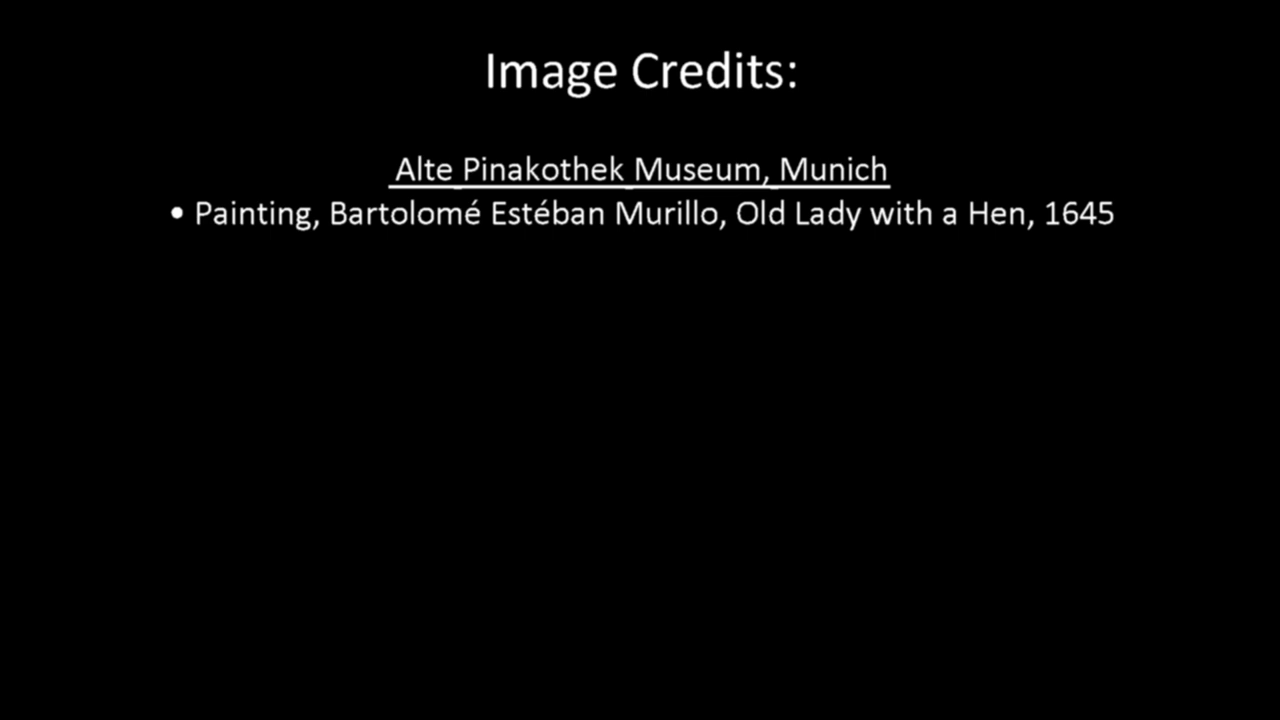 Image Credits:
Alte Pinakothek Museum, Munich
• Painting, Bartolomé Estéban Murillo, Old Lady with a Hen, 1645